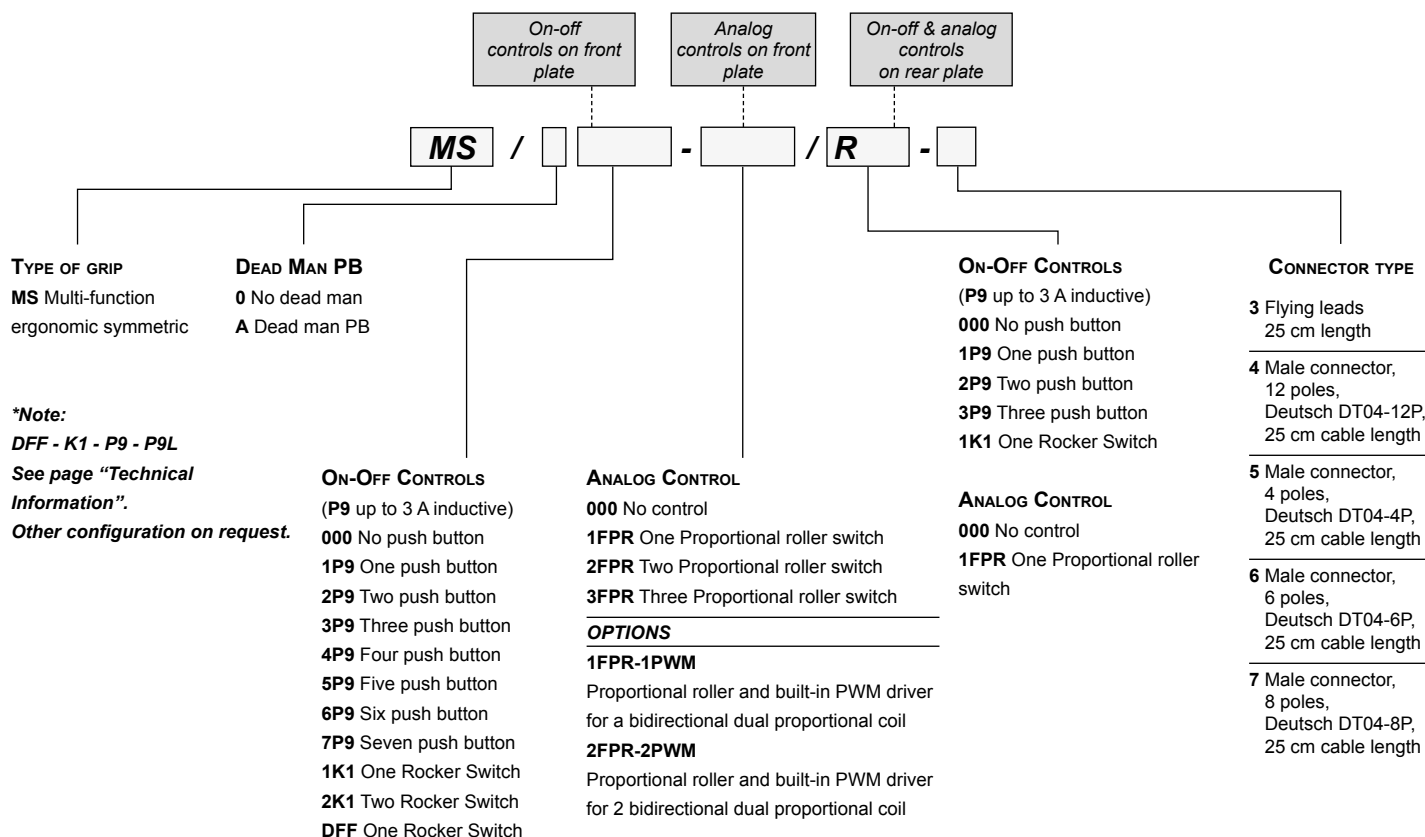 On-off
controls on front
plate
Analog
controls on front
plate
On-off & analog
controls
on rear plate
MS / - / R -
TYPE OF GRIP
MS Multi-function
ergonomic symmetric
DEAD MAN PB
0 No dead man
A Dead man PB
*Note:
DFF - K1 - P9 - P9L
See page “Technical
Information”.
Other configuration on request.
ON-OFF CONTROLS
(P9 up to 3 A inductive)
000 No push button
1P9 One push button
2P9 Two push button
3P9 Three push button
4P9 Four push button
5P9 Five push button
6P9 Six push button
7P9 Seven push button
1K1 One Rocker Switch
2K1 Two Rocker Switch
DFF One Rocker Switch
ANALOG CONTROL
000 No control
1FPR One Proportional roller switch
2FPR Two Proportional roller switch
3FPR Three Proportional roller switch
OPTIONS
1FPR-1PWM
Proportional roller and built-in PWM driver
for a bidirectional dual proportional coil
2FPR-2PWM
Proportional roller and built-in PWM driver
for 2 bidirectional dual proportional coil
ON-OFF CONTROLS
(P9 up to 3 A inductive)
000 No push button
1P9 One push button
2P9 Two push button
3P9 Three push button
1K1 One Rocker Switch
ANALOG CONTROL
000 No control
1FPR One Proportional roller
switch
CONNECTOR TYPE
3 Flying leads
25 cm length
4 Male connector,
12 poles,
Deutsch DT04-12P,
25 cm cable length
5 Male connector,
4 poles,
Deutsch DT04-4P,
25 cm cable length
6 Male connector,
6 poles,
Deutsch DT04-6P,
25 cm cable length
7 Male connector,
8 poles,
Deutsch DT04-8P,
25 cm cable length